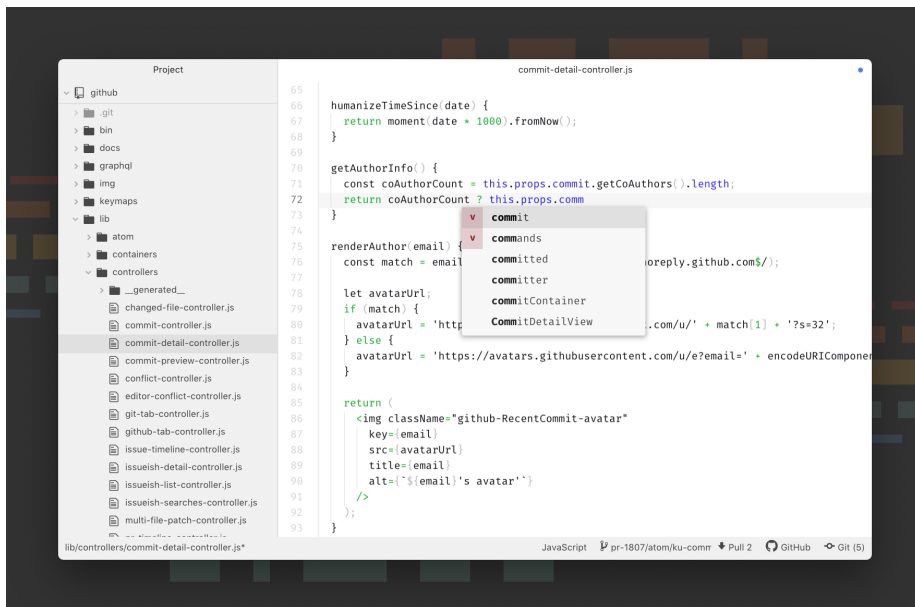 Project
github
.git
bin
docs
graphql
img
keymaps
lib
atom
containers
controllers
__generated__
changed-file-controller.js
commit-controller.js
commit-detail-controller.js
commit-preview-controller.js
conflict-controller.js
editor-conflict-controller.js
git-tab-controller.js
github-tab-controller.js
issue-timeline-controller.js
issueish-detail-controller.js
issueish-list-controller.js
issueish-searches-controller.js
multi-file-patch-controller.js
commit-detail-controller.js
65
66 humanizeTimeSince(date) {
67 return moment(date * 1000).fromNow();
68 }
69
70 getAuthorInfo() {
71 const coAuthorCount = this.props.commit.getCoAuthors().length;
72 return coAuthorCount ? this.props.comm
73 }
74
75 renderAuthor(email) {
76 const match = email noreply.github.com$/);
77
78 let avatarUrl;
79 if (match) {
80 avatarUrl = 'http .com/u/' + match[1] + '?s=32';
81 } else {
82 avatarUrl = 'https://avatars.githubusercontent.com/u/e?email=' + encodeURIComponen
83 }
84
85 return (
86 <img className="github-RecentCommit-avatar"
87 key={email}
88 src={avatarUrl}
89 title={email}
90 alt={`${email}'s avatar'`}
91 />
92 );
93 }
v commit
v commands
committed
committer
commitContainer
CommitDetailView
lib/controllers/commit-detail-controller.js* JavaScript pr-1807/atom/ku-comm Pull 2 GitHub Git (5)